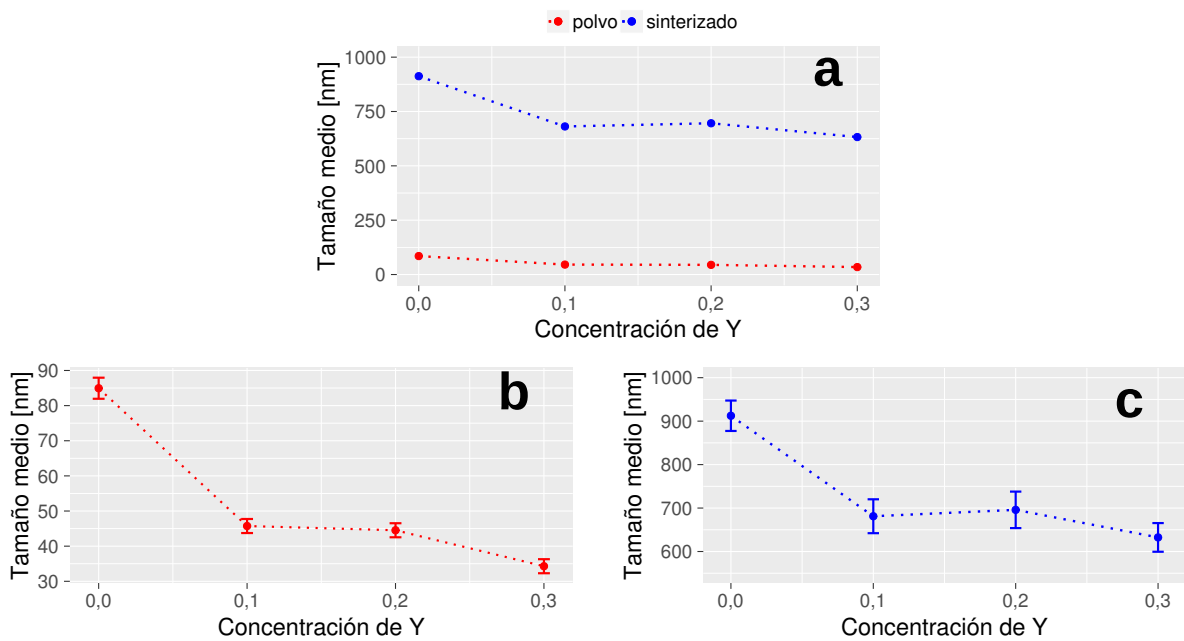 polvo sinterizado
a
Tamaño medio [nm]
1000
750
500
250
0
0,0 0,1 0,2 0,3
Concentración de Y
b
Tamaño medio [nm]
90
80
70
60
50
40
30
0,0 0,1 0,2 0,3
Concentración de Y
c
Tamaño medio [nm]
1000
900
800
700
600
0,0 0,1 0,2 0,3
Concentración de Y